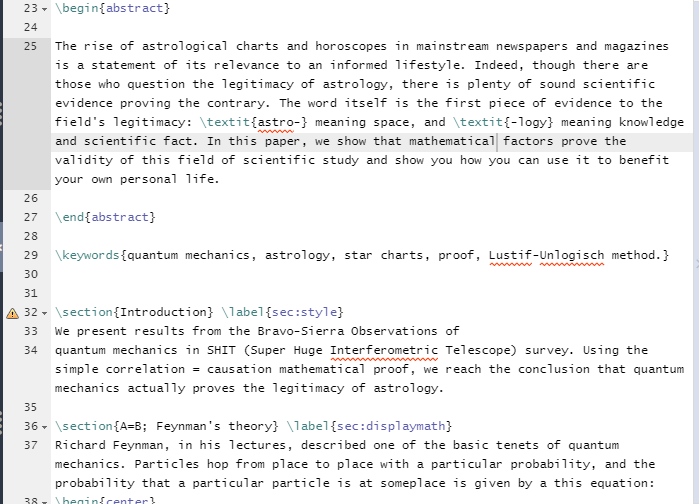 23 \begin{abstract}
24
25 The rise of astrological charts and horoscopes in mainstream newspapers and magazines
is a statement of its relevance to an informed lifestyle. Indeed, though there are
those who question the legitimacy of astrology, there is plenty of sound scientific
evidence proving the contrary. The word itself is the first piece of evidence to the
field's legitimacy: \textit{astro-} meaning space, and \textit{-logy} meaning knowledge
and scientific fact. In this paper, we show that mathematical factors prove the
validity of this field of scientific study and show you how you can use it to benefit
your own personal life.
26
27 \end{abstract}
28
29 \keywords{quantum mechanics, astrology, star charts, proof, Lustif-Unlogisch method.}
30
31
32 \section{Introduction} \label{sec:style}
33 We present results from the Bravo-Sierra Observations of
34 quantum mechanics in SHIT (Super Huge Interferometric Telescope) survey. Using the
simple correlation = causation mathematical proof, we reach the conclusion that quantum
mechanics actually proves the legitimacy of astrology.
35
36 \section{A=B; Feynman's theory} \label{sec:displaymath}
37 Richard Feynman, in his lectures, described one of the basic tenets of quantum
mechanics. Particles hop from place to place with a particular probability, and the
probability that a particular particle is at someplace is given by a this equation:
38 \begin{center}